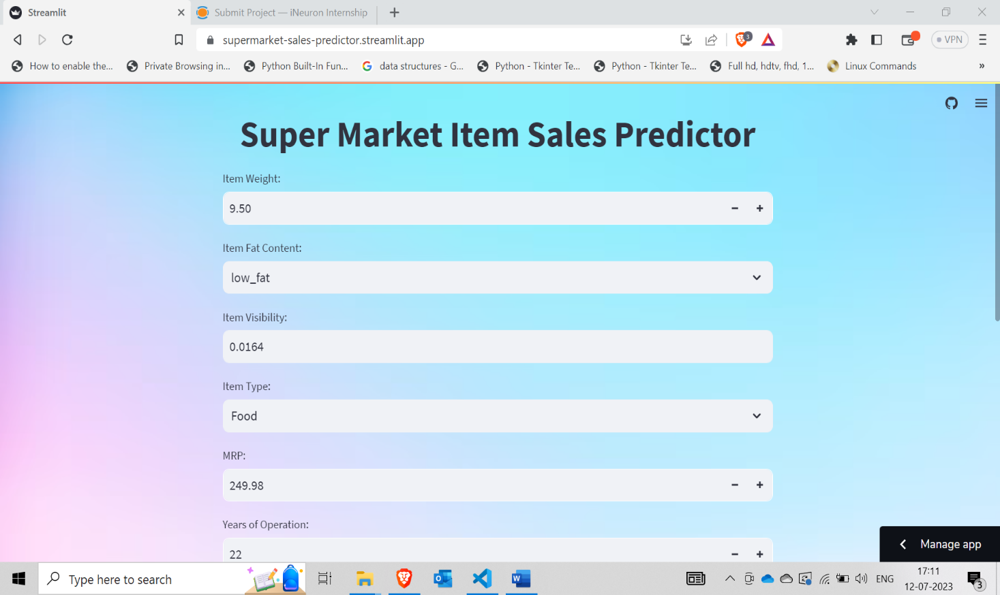 Streamlit
Submit Project — iNeuron Internship
supermarket-sales-predictor.streamlit.app
3
VPN
How to enable the...
Private Browsing in...
Python Built-In Fun...
data structures - G...
Python - Tkinter Te...
Python - Tkinter Te...
Full hd, hdtv, fhd, 1...
Linux Commands
»
Super Market Item Sales Predictor
Item Weight:
9.50
Item Fat Content:
low_fat
Item Visibility:
0.0164
Item Type:
Food
MRP:
249.98
Years of Operation:
22
Manage app
Type here to search
ENG
17:11
12-07-2023
3